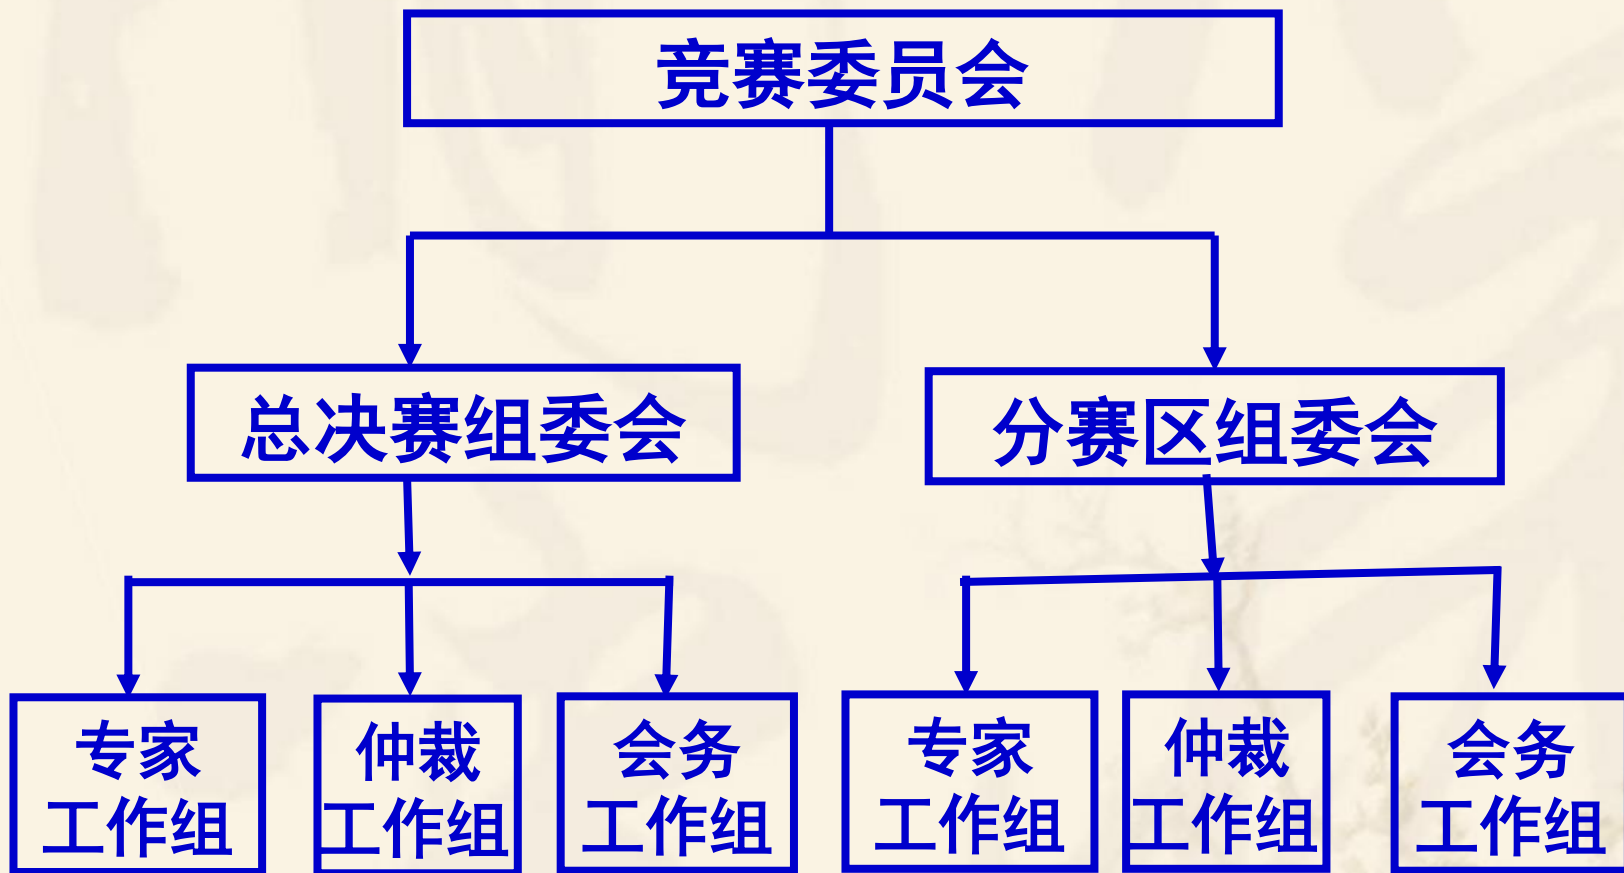 竞赛委员会
总决赛组委会
分赛区组委会
专家
工作组
仲裁
工作组
会务
工作组
专家
工作组
仲裁
工作组
会务
工作组